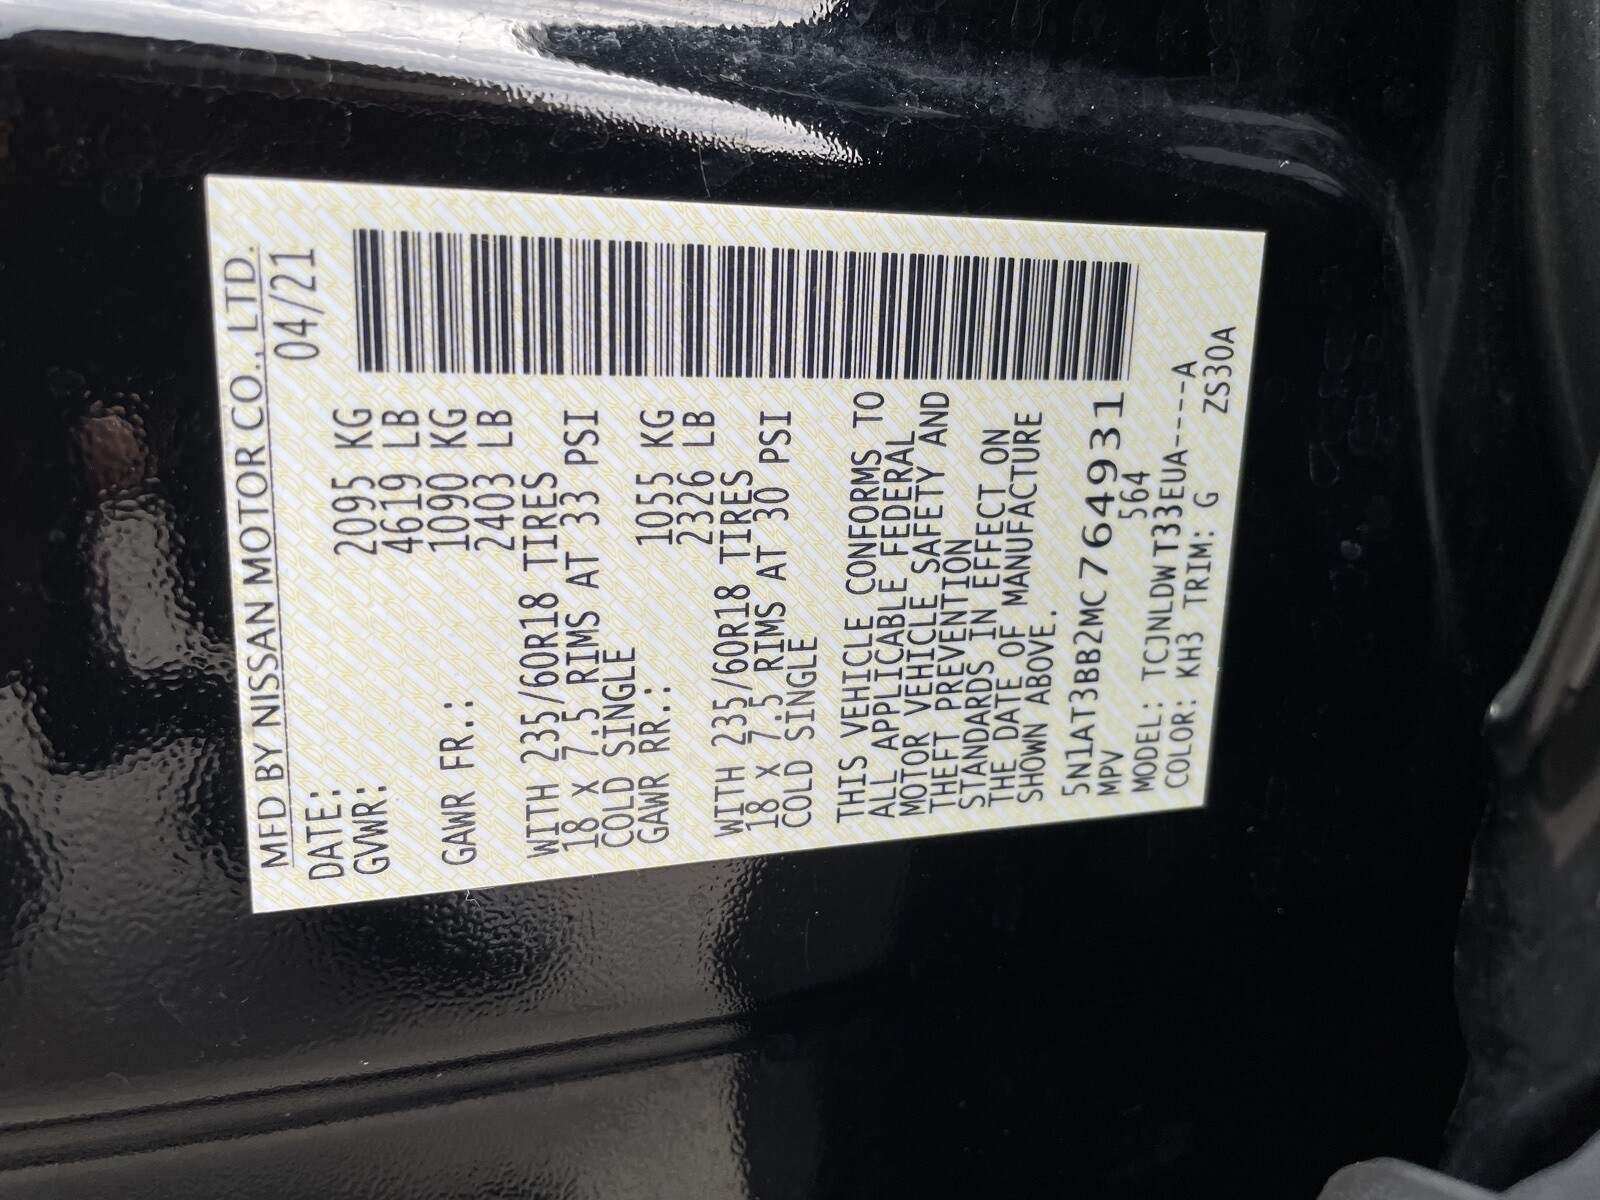 MFD BY NISSAN MOTOR CO., LTD.
DATE: 04/21
GVWR: 2095 KG
4619 LB
GAWR FR.: 1090 KG
2403 LB
WITH 235/60R18 TIRES
18 X 7.5 RIMS AT 33 PSI
COLD SINGLE
GAWR RR.: 1055 KG
2326 LB
WITH 235/60R18 TIRES
18 X 7.5 RIMS AT 30 PSI
COLD SINGLE
THIS VEHICLE CONFORMS TO
ALL APPLICABLE FEDERAL
MOTOR VEHICLE SAFETY AND
THEFT PREVENTION
STANDARDS IN EFFECT ON
THE DATE OF MANUFACTURE
SHOWN ABOVE.
5N1AT3BB2MC764931
MPV 564
MODEL: TCJNLDWT33EUA----A
COLOR: KH3 TRIM: G
ZS30A